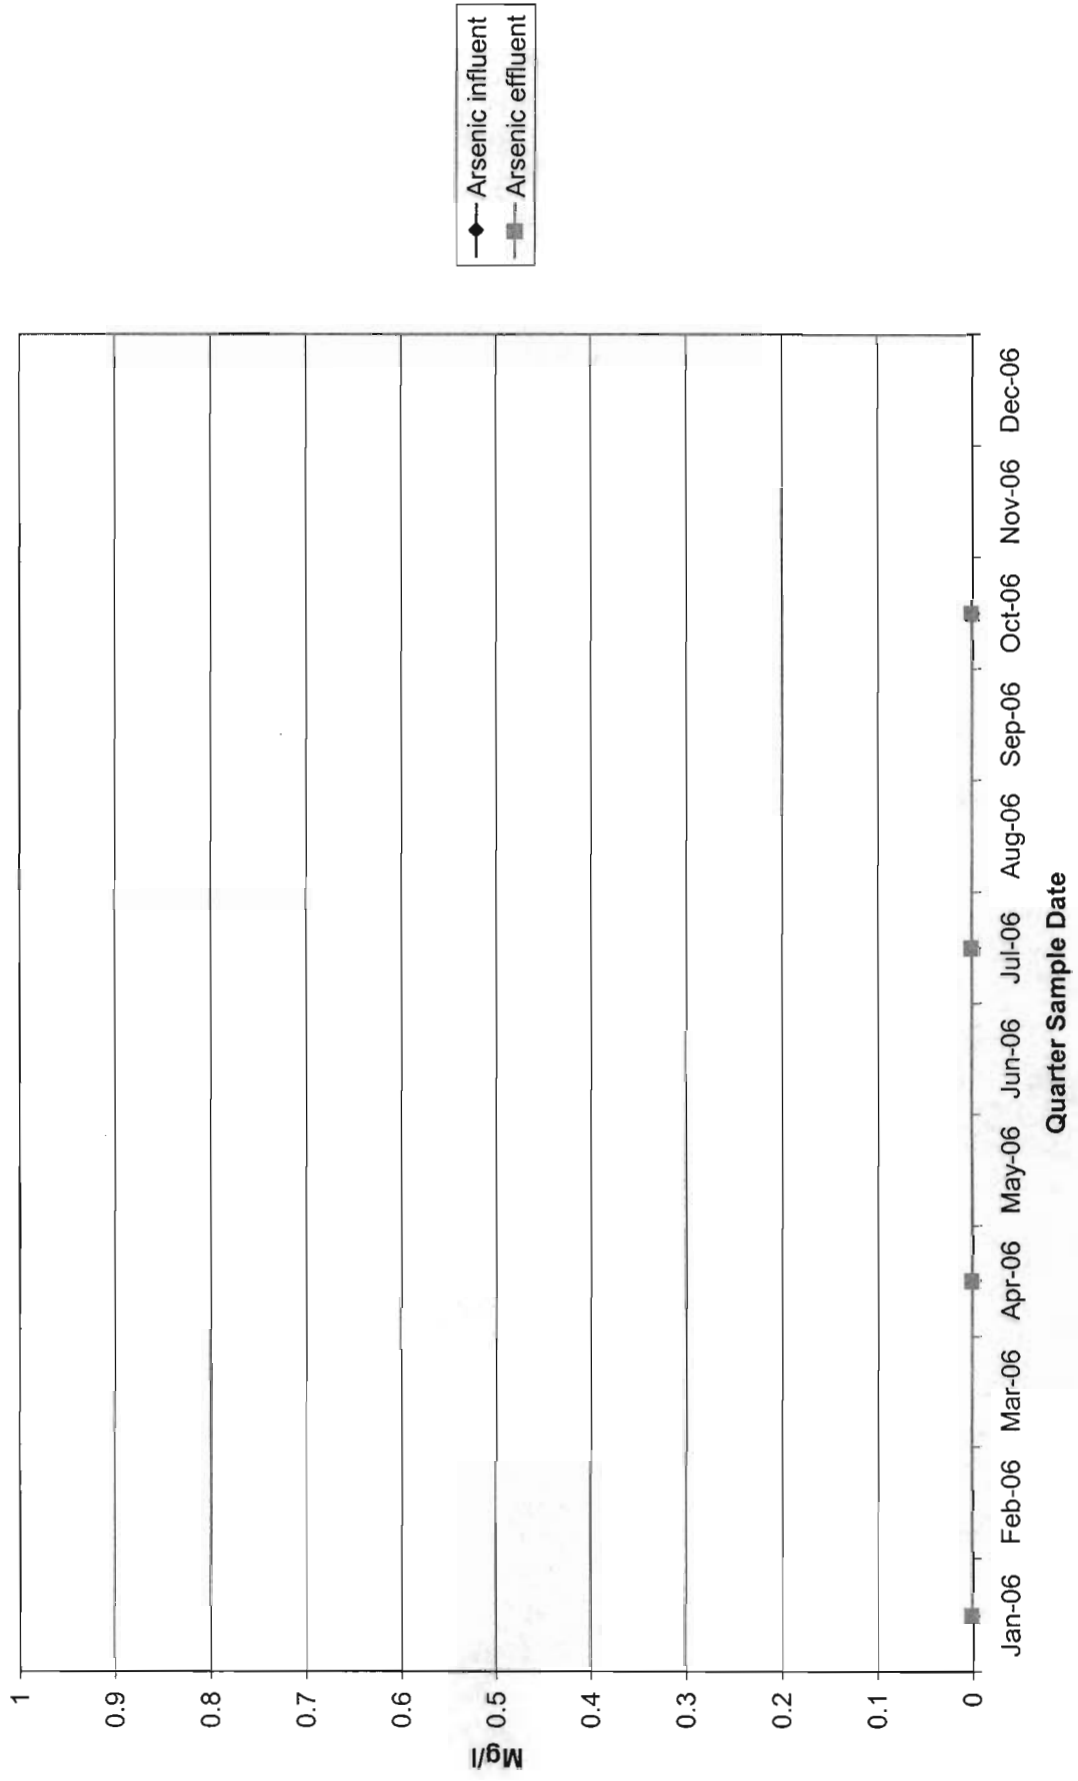 Arsenic influent
Arsenic effluent
1
0.9
0.8
0.7
0.6
0.5
0.4
0.3
0.2
0.1
0
Mg/l
Jan-06 Feb-06 Mar-06 Apr-06 May-06 Jun-06 Jul-06 Aug-06 Sep-06 Oct-06 Nov-06 Dec-06
Quarter Sample Date